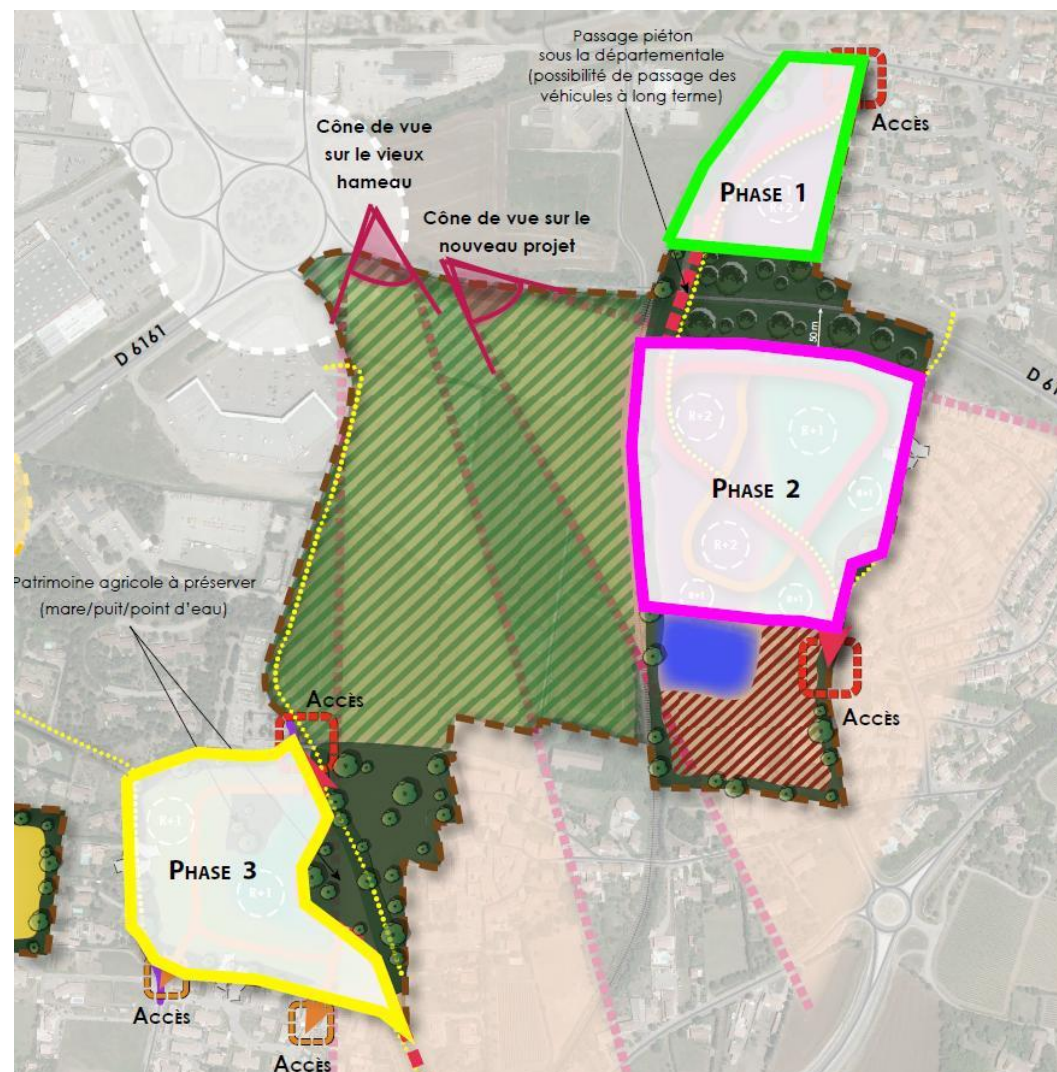 Passage piéton
sous la départementale
(possibilité de passage des
véhicules à long terme)
Accès
Cône de vue
sur le vieux
hameau
Cône de vue sur le
nouveau projet
Phase 1
R+2
D 6161
50 m
D 61
R+2
R+1
Phase 2
R+1
R+2
R+1
R+1
Patrimoine agricole à préserver
(mare/puit/point d'eau)
Accès
Accès
R+1
Phase 3
R+1
Accès
Accès